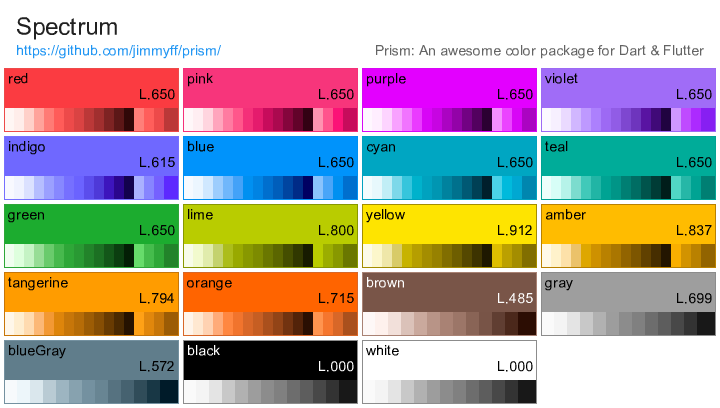 Spectrum
https://github.com/jimmyff/prism/
Prism: An awesome color package for Dart & Flutter
red
L.650
pink
L.650
purple
L.650
violet
L.650
indigo
L.615
blue
L.650
cyan
L.650
teal
L.650
green
L.650
lime
L.800
yellow
L.912
amber
L.837
tangerine
L.794
orange
L.715
brown
L.485
gray
L.699
blueGray
L.572
black
L.000
white
L.000